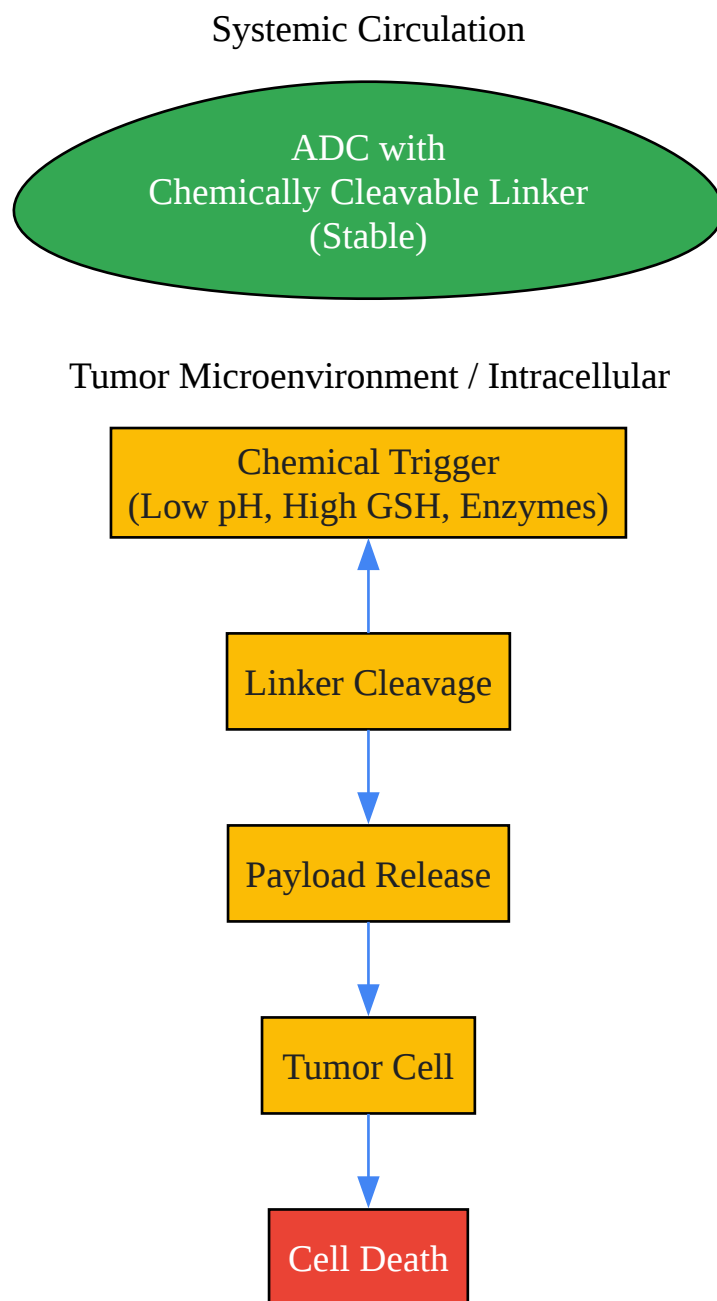 Systemic Circulation
ADC with
Chemically Cleavable Linker
(Stable)
Tumor Microenvironment / Intracellular
Chemical Trigger
(Low pH, High GSH, Enzymes)
Linker Cleavage
Payload Release
Tumor Cell
Cell Death